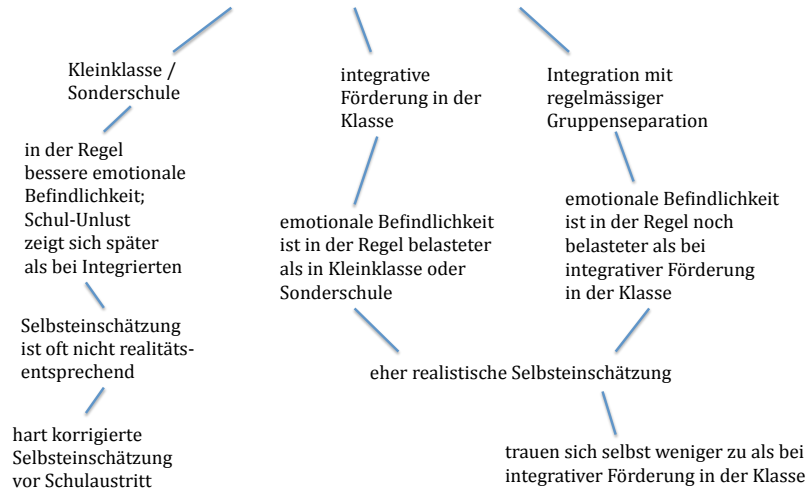 Kleinklasse /
Sonderschule
integrative
Förderung in der
Klasse
Integration mit
regelmässiger
Gruppenseparation
in der Regel
bessere emotionale
Befindlichkeit;
Schul-Unlust
zeigt sich später
als bei Integrierten
emotionale Befindlichkeit
ist in der Regel belasteter
als in Kleinklasse oder
Sonderschule
emotionale Befindlichkeit
ist in der Regel noch
belasteter als bei
integrativer Förderung
in der Klasse
Selbsteinschätzung
ist oft nicht realitäts-
entsprechend
eher realistische Selbsteinschätzung
hart korrigierte
Selbsteinschätzung
vor Schulaustritt
trauen sich selbst weniger zu als bei
integrativer Förderung in der Klasse